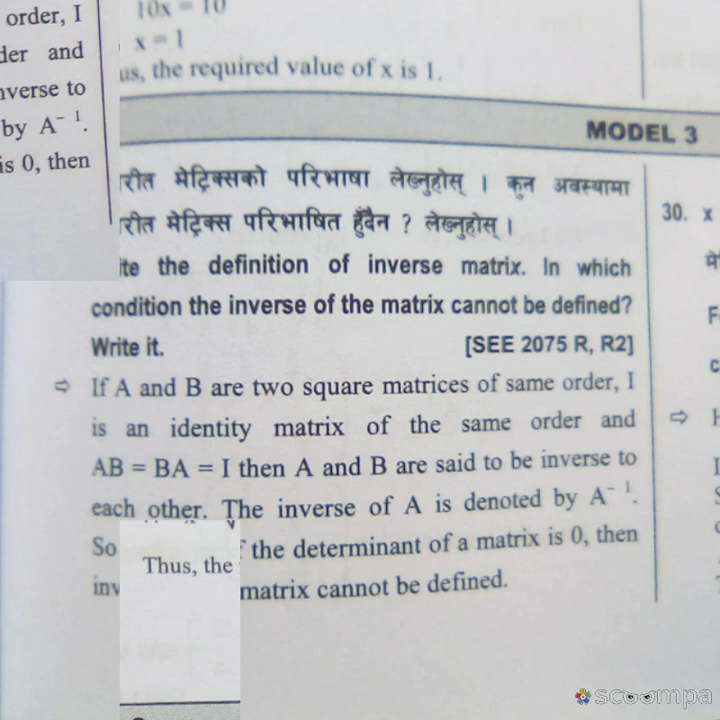 order, I
der and
nverse to
by A⁻¹.
is 0, then
10x = 10
x = 1
us, the required value of x is 1.
MODEL 3
रीत मेट्रिक्सको परिभाषा लेख्नुहोस् । कुन अवस्थामा
रीत मेट्रिक्स परिभाषित हुँदैन ? लेख्नुहोस् ।
ite the definition of inverse matrix. In which
condition the inverse of the matrix cannot be defined?
Write it. [SEE 2075 R, R2]
⇨ If A and B are two square matrices of same order, I
is an identity matrix of the same order and
AB = BA = I then A and B are said to be inverse to
each other. The inverse of A is denoted by A⁻¹.
So the determinant of a matrix is 0, then
Thus, the
inv matrix cannot be defined.
30. x
मे
F
c
⇨
scoompa